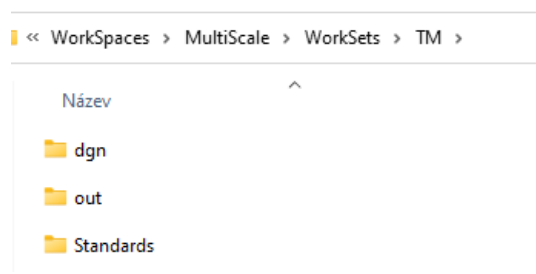 « WorkSpaces > MultiScale > WorkSets > TM >
Název
dgn
out
Standards